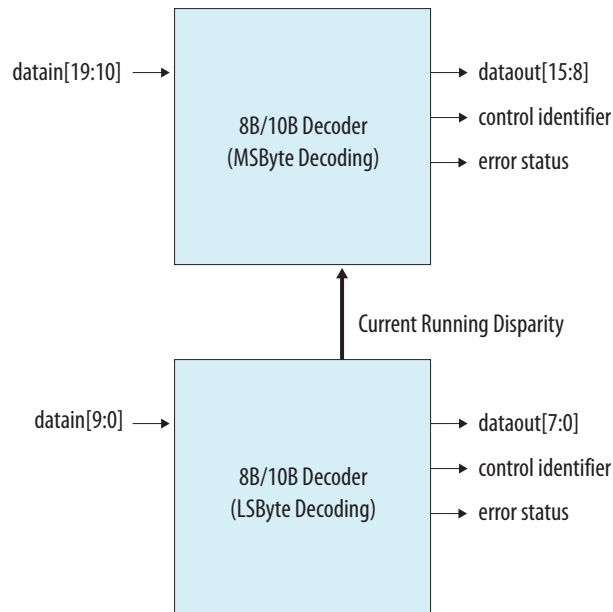 datain[19:10]
8B/10B Decoder
(MSByte Decoding)
dataout[15:8]
control identifier
error status
Current Running Disparity
datain[9:0]
8B/10B Decoder
(LSByte Decoding)
dataout[7:0]
control identifier
error status